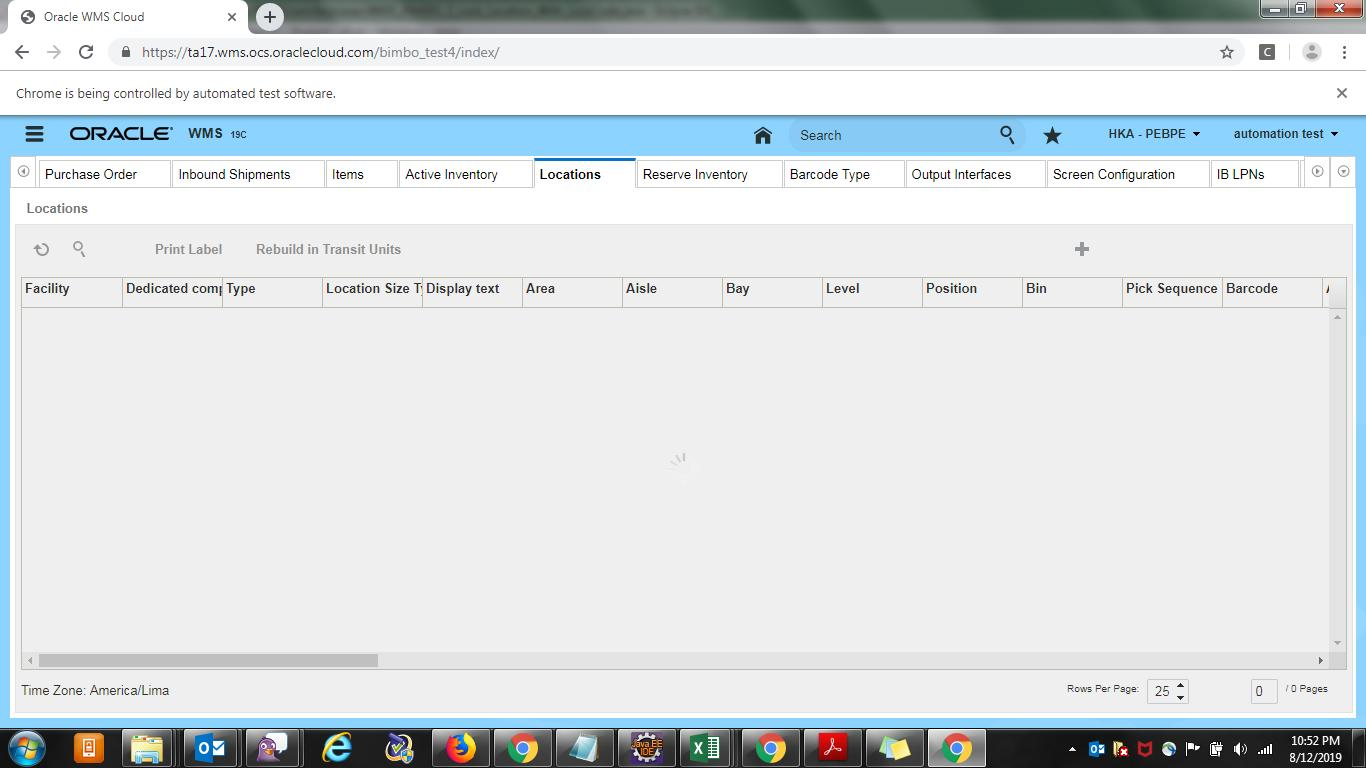 Oracle WMS Cloud
https://ta17.wms.ocs.oraclecloud.com/bimbo_test4/index/
C
Chrome is being controlled by automated test software.
ORACLE WMS 19C Search HKA - PEBPE automation test
Purchase Order Inbound Shipments Items Active Inventory Locations Reserve Inventory Barcode Type Output Interfaces Screen Configuration IB LPNs
Locations
Print Label Rebuild in Transit Units
Facility Dedicated comp Type Location Size Ty Display text Area Aisle Bay Level Position Bin Pick Sequence Barcode
Time Zone: America/Lima Rows Per Page: 25 0 / 0 Pages
Java EE
IDE
10:52 PM
8/12/2019